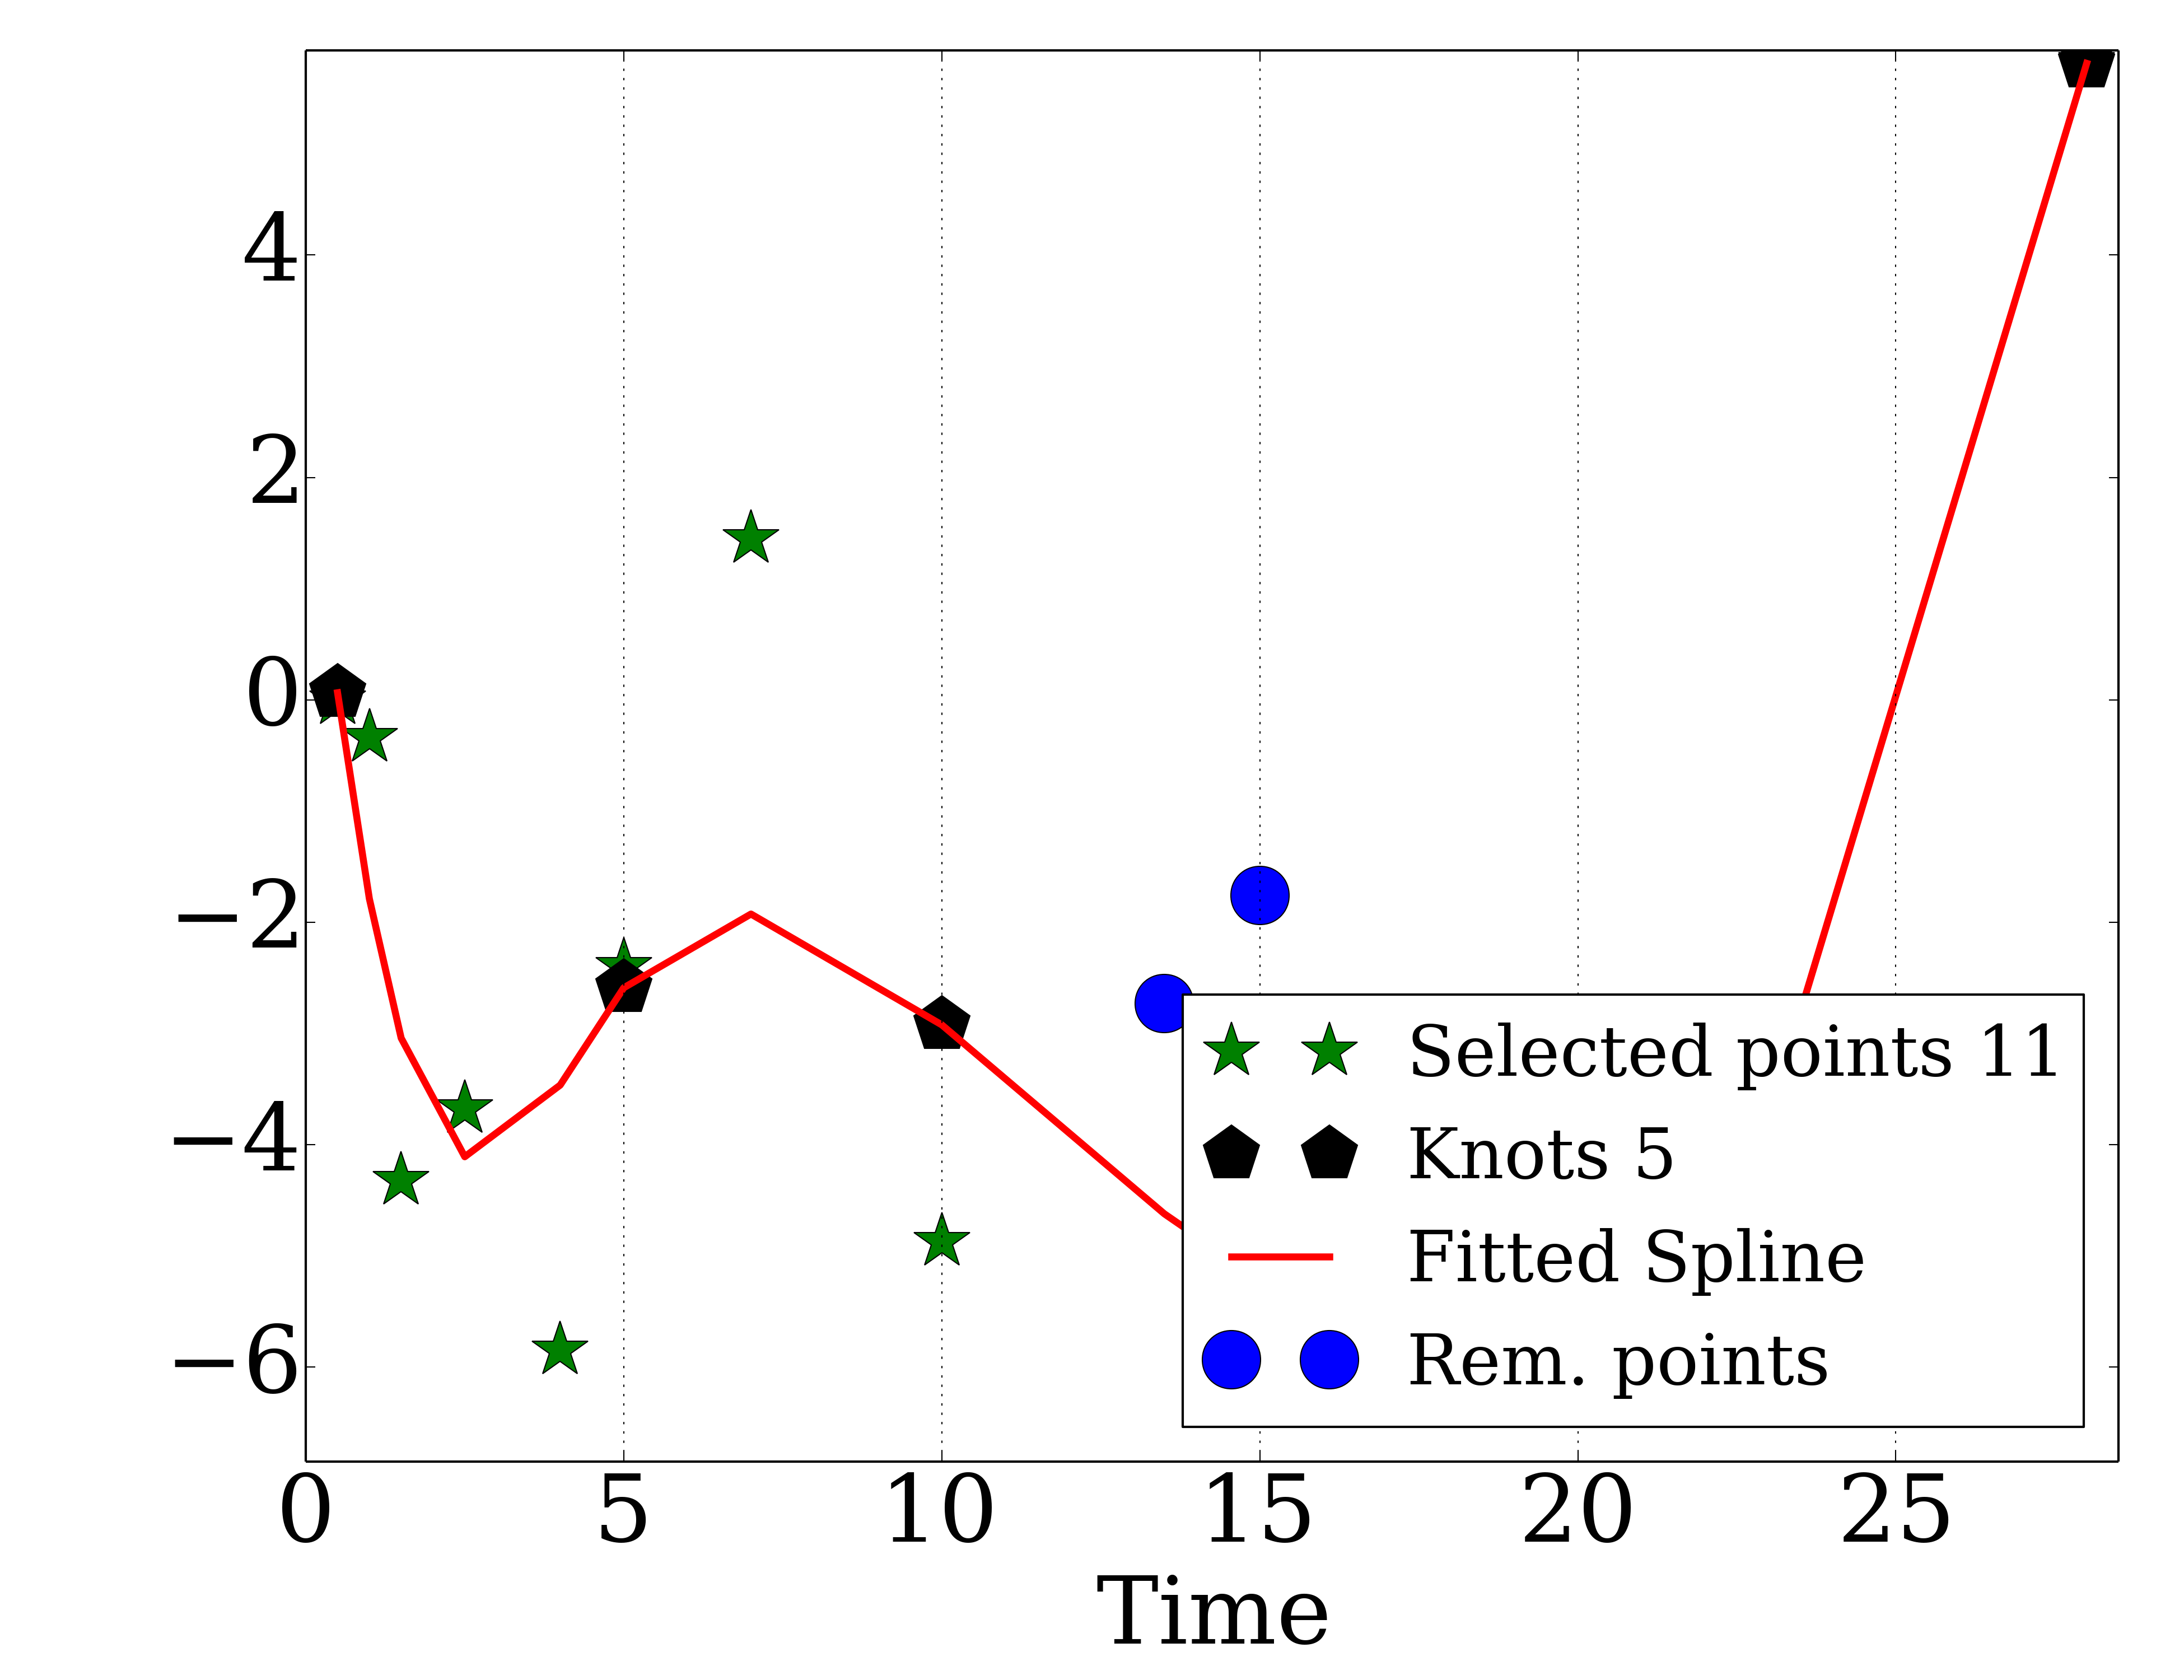 4
2
0
−2
−4
−6
Selected points 11
Knots 5
Fitted Spline
Rem. points
0 5 10 15 20 25
Time